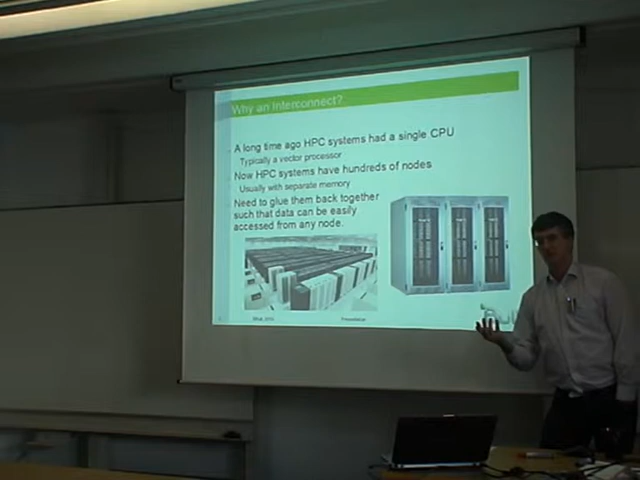 Why an Interconnect?
A long time ago HPC systems had a single CPU
Typically a vector processor
Now HPC systems have hundreds of nodes
Usually with separate memory
Need to glue them back together
such that data can be easily
accessed from any node.